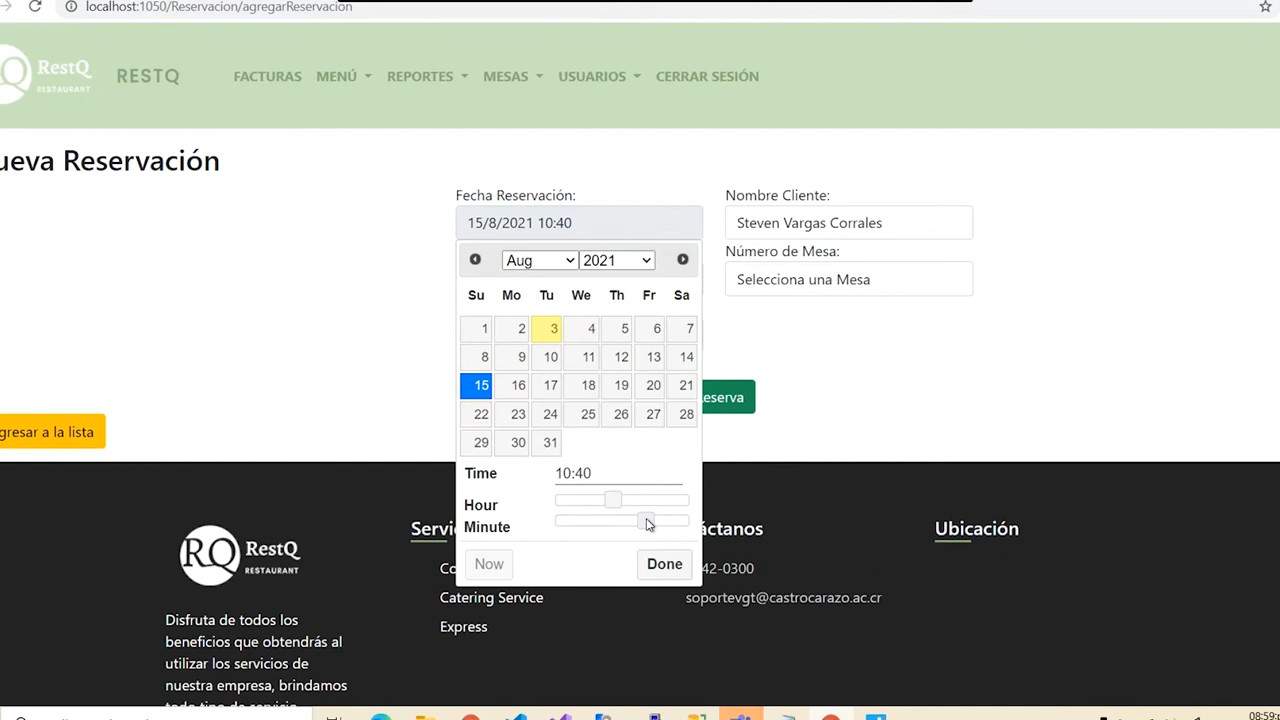 localhost:1050/Reservacion/agregarReservacion
RestQ
RESTAURANT
RESTQ
FACTURAS
MENÚ
REPORTES
MESAS
USUARIOS
CERRAR SESIÓN
ueva Reservación
Fecha Reservación:
15/8/2021 10:40
Nombre Cliente:
Steven Vargas Corrales
Número de Mesa:
Selecciona una Mesa
Aug 2021
Su Mo Tu We Th Fr Sa
1 2 3 4 5 6 7
8 9 10 11 12 13 14
15 16 17 18 19 20 21
22 23 24 25 26 27 28
29 30 31
Time 10:40
Hour
Minute
Now Done
eserva
gresar a la lista
RQ RestQ
RESTAURANT
Disfruta de todos los
beneficios que obtendrás al
utilizar los servicios de
nuestra empresa, brindamos
Servi
Co
Catering Service
Express
áctanos
42-0300
soportevgt@castrocarazo.ac.cr
Ubicación